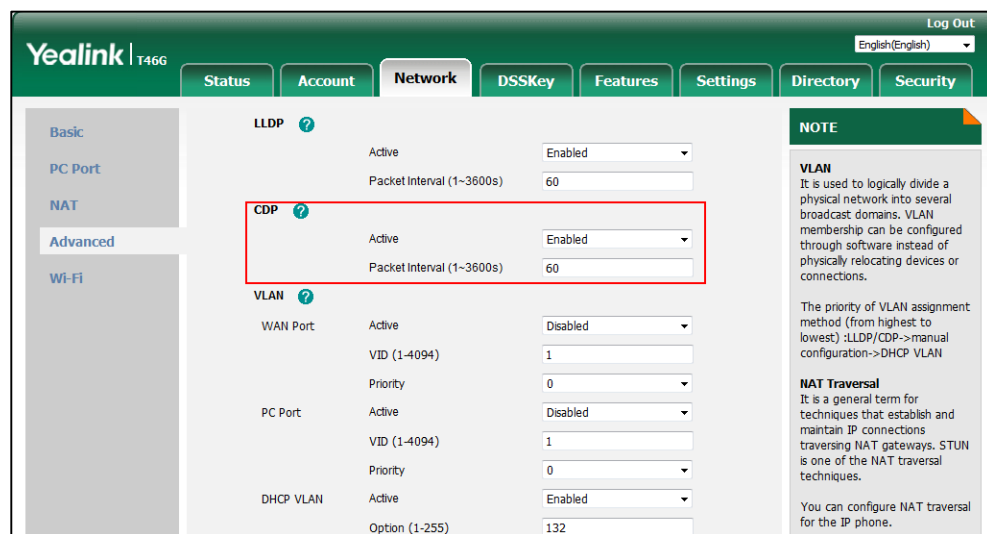 Log Out
Yealink T46G
English(English)
Status Account Network DSSKey Features Settings Directory Security
Basic
PC Port
NAT
Advanced
Wi-Fi
LLDP ?
Active Enabled
Packet Interval (1~3600s) 60
CDP ?
Active Enabled
Packet Interval (1~3600s) 60
VLAN ?
WAN Port Active Disabled
VID (1-4094) 1
Priority 0
PC Port Active Disabled
VID (1-4094) 1
Priority 0
DHCP VLAN Active Enabled
Option (1-255) 132
NOTE
VLAN
It is used to logically divide a
physical network into several
broadcast domains. VLAN
membership can be configured
through software instead of
physically relocating devices or
connections.
The priority of VLAN assignment
method (from highest to
lowest) :LLDP/CDP->manual
configuration->DHCP VLAN
NAT Traversal
It is a general term for
techniques that establish and
maintain IP connections
traversing NAT gateways. STUN
is one of the NAT traversal
techniques.
You can configure NAT traversal
for the IP phone.